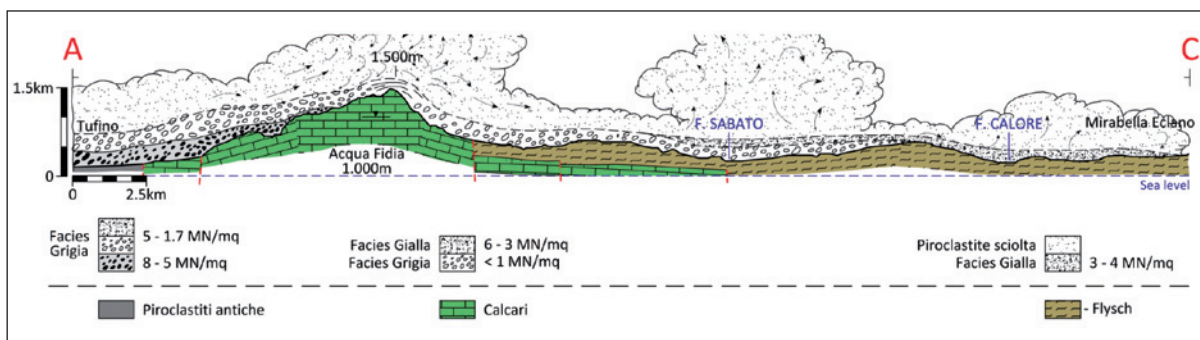 A
C
1.500m
1.5km
Tufino
F. SABATO
F. CALORE
Mirabella Eclano
Acqua Fidia
1.000m
0
Sea level
0
2.5km
Facies
Grigia
5 - 1.7 MN/mq
8 - 5 MN/mq
Facies Gialla
Facies Grigia
6 - 3 MN/mq
< 1 MN/mq
Piroclastite sciolta
Facies Gialla
3 - 4 MN/mq
Piroclastiti antiche
Calcari
- Flysch